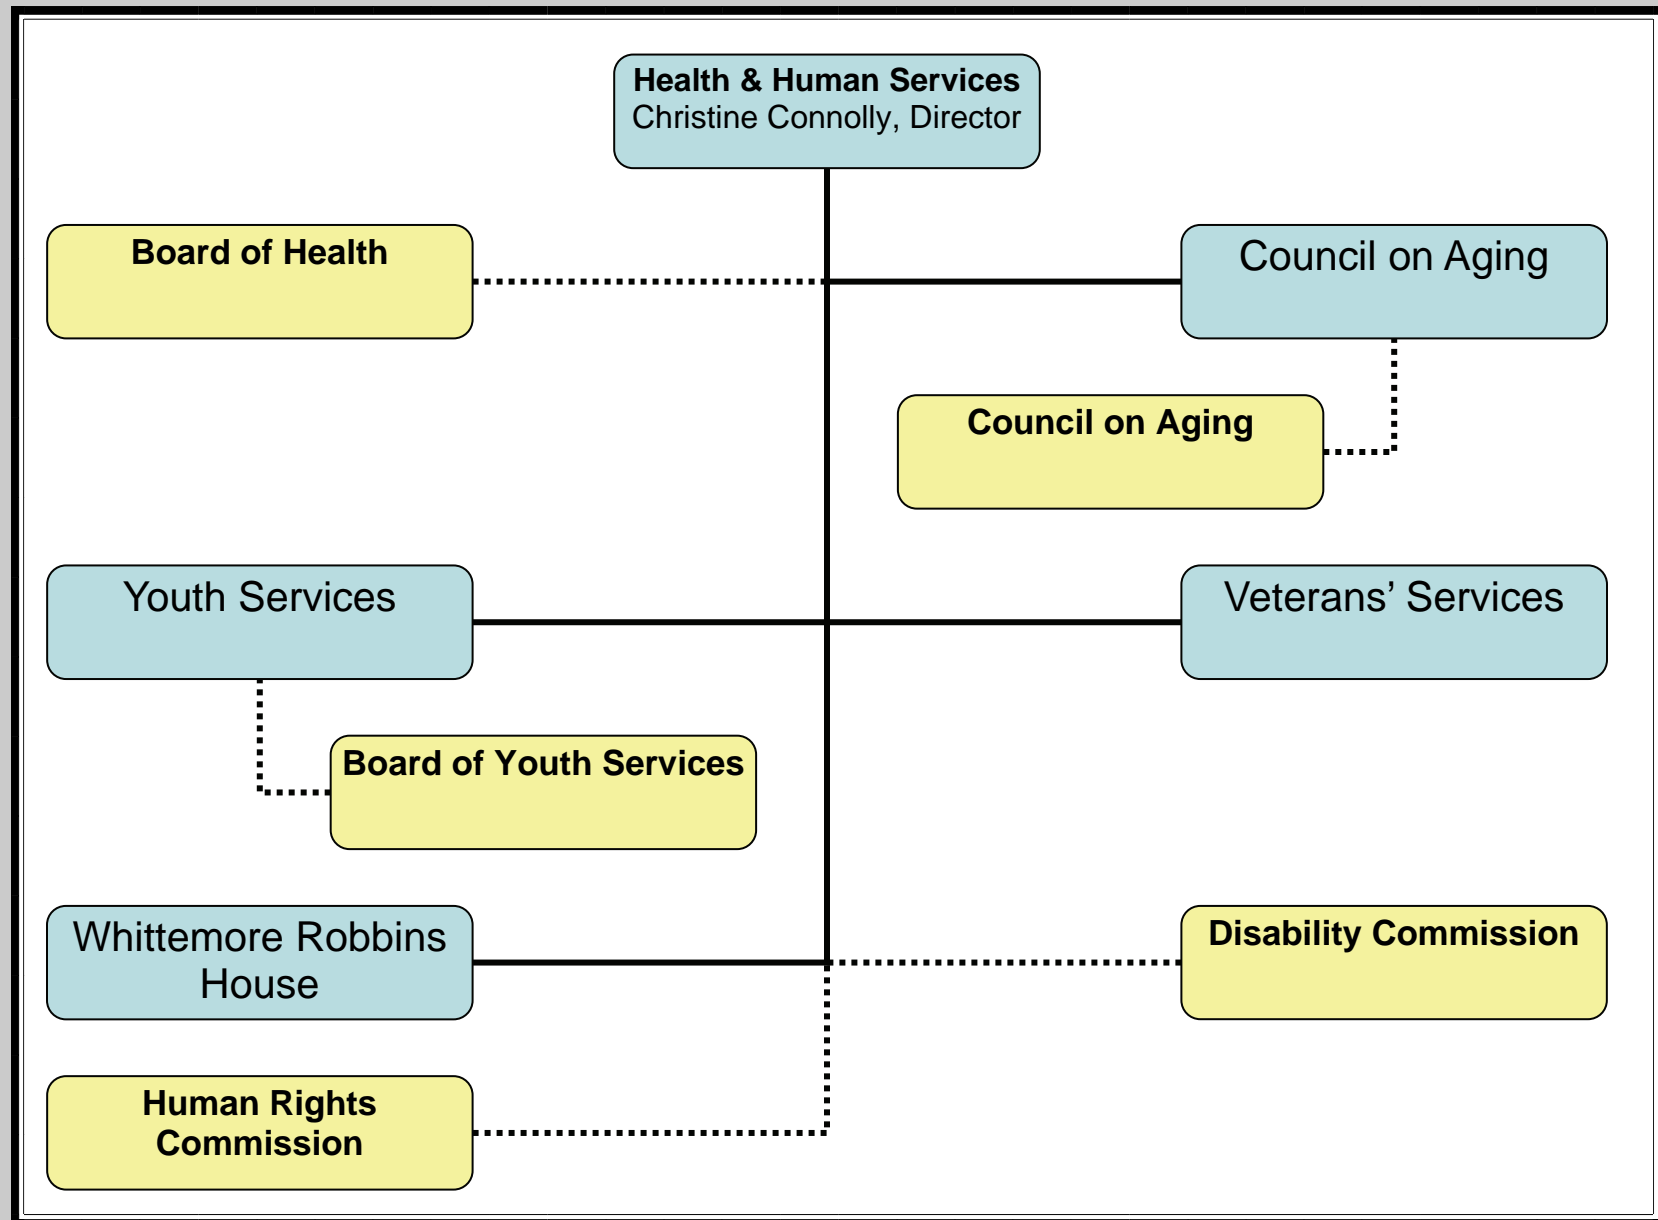 Health & Human Services
Christine Connolly, Director
Board of Health
Council on Aging
Council on Aging
Youth Services
Veterans’ Services
Board of Youth Services
Whittemore Robbins
House
Disability Commission
Human Rights
Commission